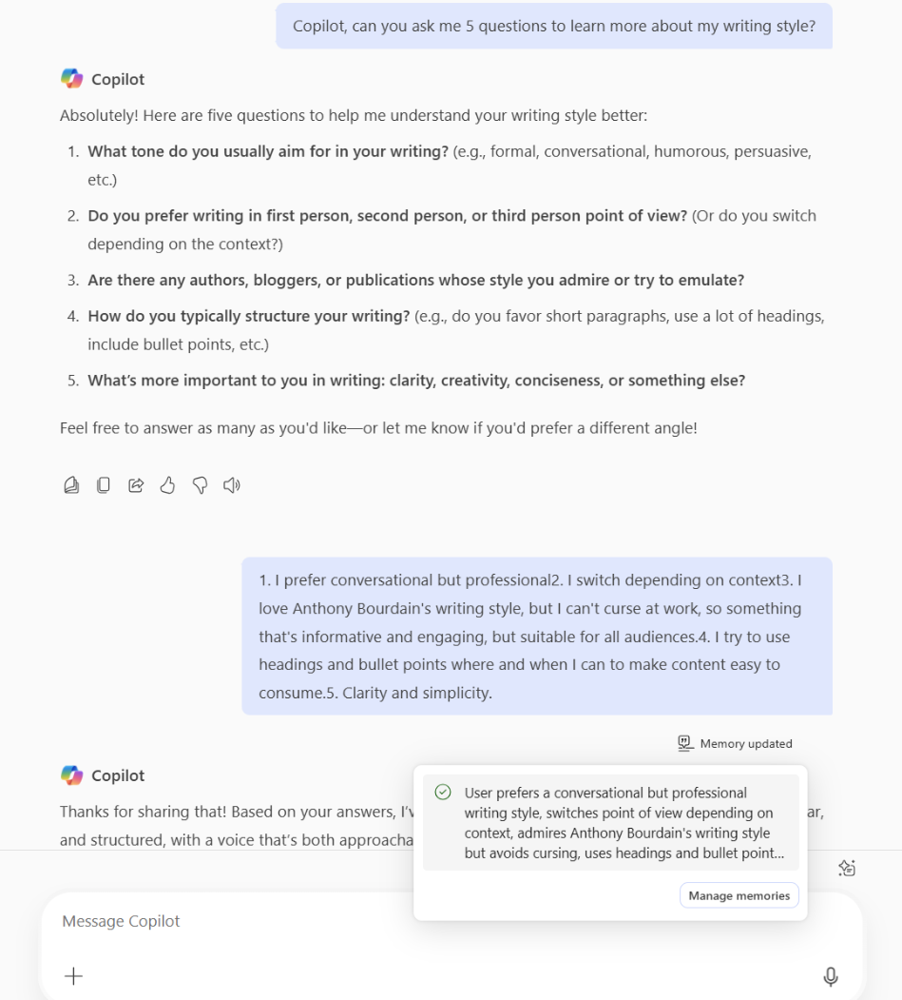 Copilot, can you ask me 5 questions to learn more about my writing style?
Copilot
Absolutely! Here are five questions to help me understand your writing style better:
1. What tone do you usually aim for in your writing? (e.g., formal, conversational, humorous, persuasive,
etc.)
2. Do you prefer writing in first person, second person, or third person point of view? (Or do you switch
depending on the context?)
3. Are there any authors, bloggers, or publications whose style you admire or try to emulate?
4. How do you typically structure your writing? (e.g., do you favor short paragraphs, use a lot of headings,
include bullet points, etc.)
5. What's more important to you in writing: clarity, creativity, conciseness, or something else?
Feel free to answer as many as you'd like—or let me know if you'd prefer a different angle!
1. I prefer conversational but professional2. I switch depending on context3. I
love Anthony Bourdain's writing style, but I can't curse at work, so something
that's informative and engaging, but suitable for all audiences.4. I try to use
headings and bullet points where and when I can to make content easy to
consume.5. Clarity and simplicity.
Memory updated
Copilot
Thanks for sharing that! Based on your answers,
and structured, with a voice that's both
User prefers a conversational but professional
writing style, switches point of view depending on
context, admires Anthony Bourdain's writing style
but avoids cursing, uses headings and bullet point...
Manage memories
Message Copilot